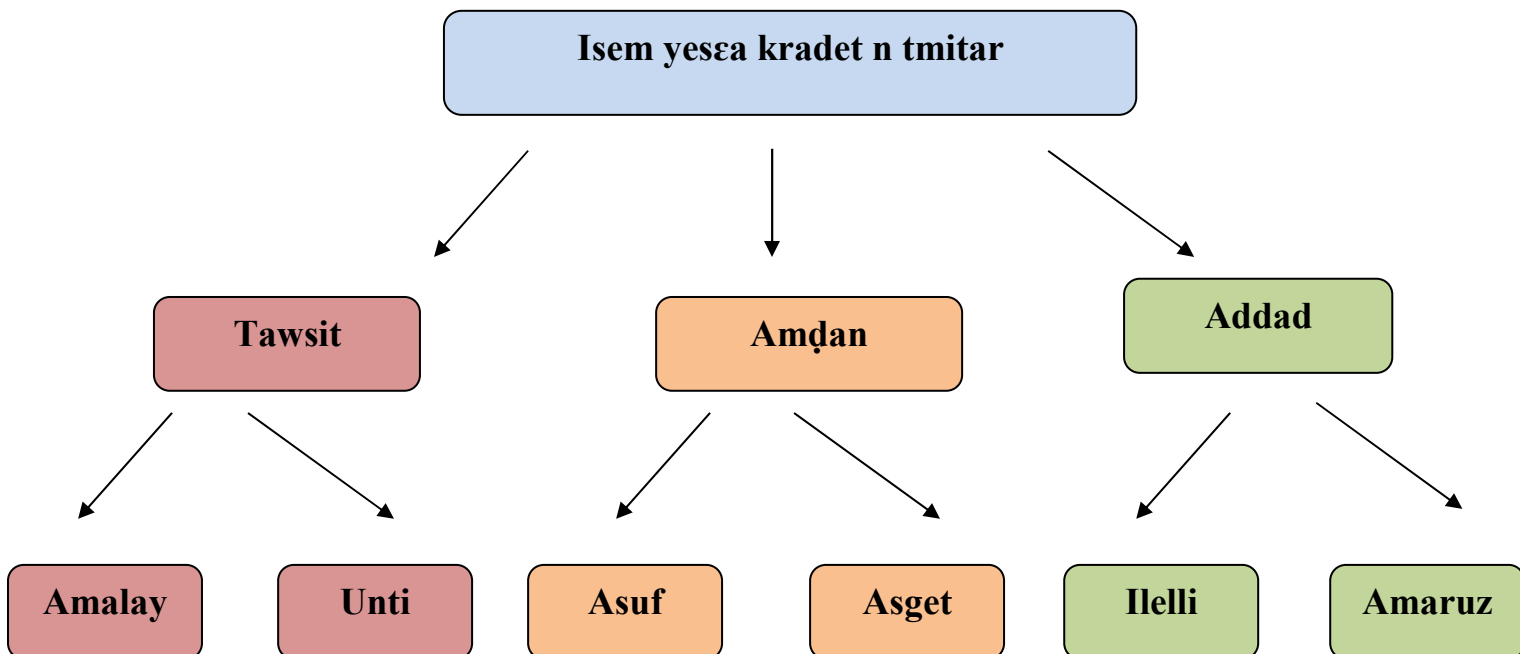 Isem yesɛa kradet n tmitar
Tawsit
Amḍan
Addad
Amalay
Unti
Asuf
Asget
Ilelli
Amaruz